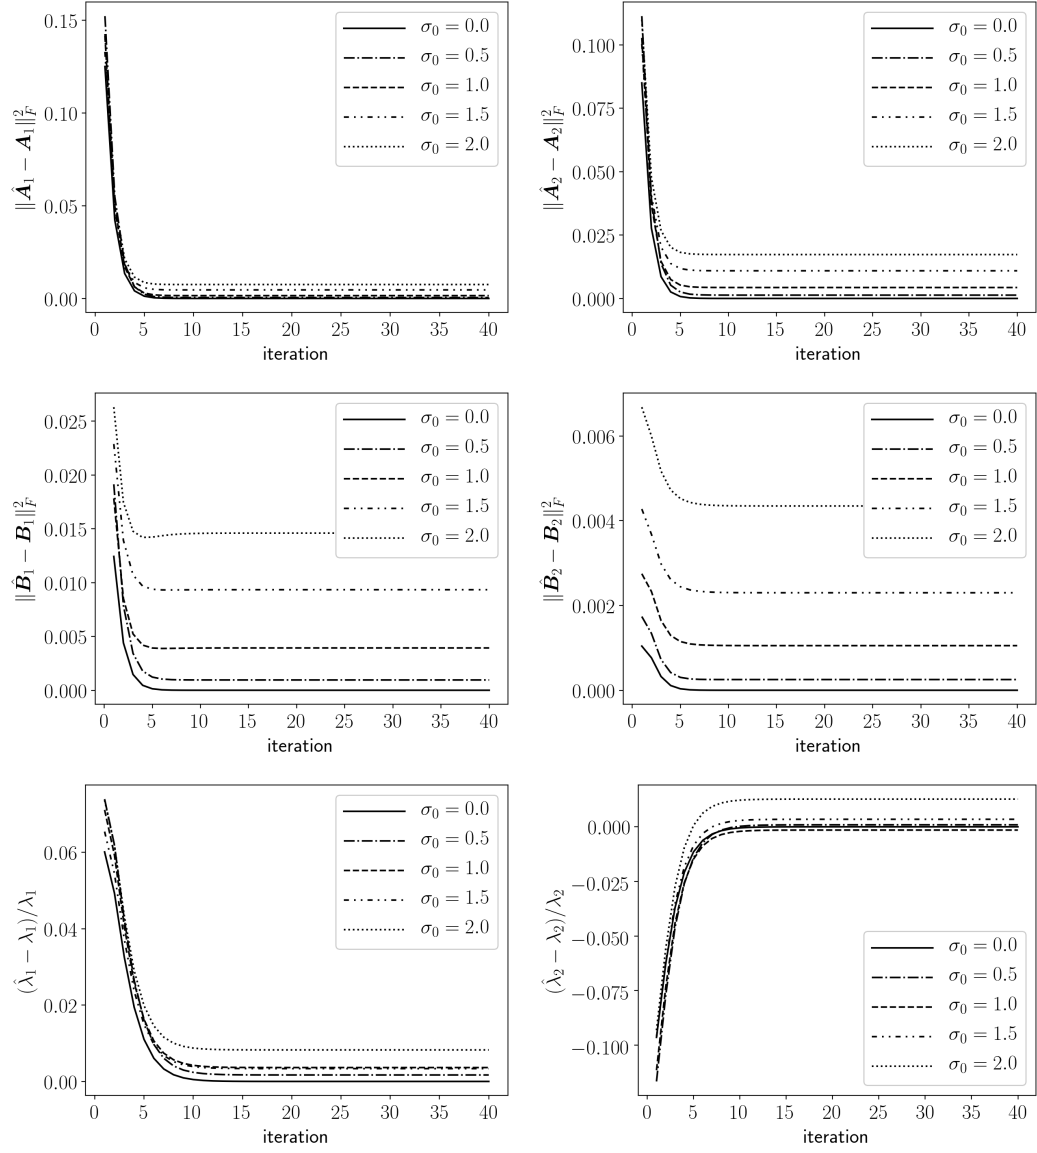 0.15
0.10
0.05
0.00
‖Â₁ − A₁‖²_F
σ₀ = 0.0
σ₀ = 0.5
σ₀ = 1.0
σ₀ = 1.5
σ₀ = 2.0
0 5 10 15 20 25 30 35 40
iteration
0.100
0.075
0.050
0.025
0.000
‖Â₂ − A₂‖²_F
σ₀ = 0.0
σ₀ = 0.5
σ₀ = 1.0
σ₀ = 1.5
σ₀ = 2.0
0 5 10 15 20 25 30 35 40
iteration
0.025
0.020
0.015
0.010
0.005
0.000
‖B̂₁ − B₁‖²_F
σ₀ = 0.0
σ₀ = 0.5
σ₀ = 1.0
σ₀ = 1.5
σ₀ = 2.0
0 5 10 15 20 25 30 35 40
iteration
0.006
0.004
0.002
0.000
‖B̂₂ − B₂‖²_F
σ₀ = 0.0
σ₀ = 0.5
σ₀ = 1.0
σ₀ = 1.5
σ₀ = 2.0
0 5 10 15 20 25 30 35 40
iteration
0.06
0.04
0.02
0.00
(λ̂₁ − λ₁)/λ₁
σ₀ = 0.0
σ₀ = 0.5
σ₀ = 1.0
σ₀ = 1.5
σ₀ = 2.0
0 5 10 15 20 25 30 35 40
iteration
0.000
−0.025
−0.050
−0.075
−0.100
(λ̂₂ − λ₂)/λ₂
σ₀ = 0.0
σ₀ = 0.5
σ₀ = 1.0
σ₀ = 1.5
σ₀ = 2.0
0 5 10 15 20 25 30 35 40
iteration